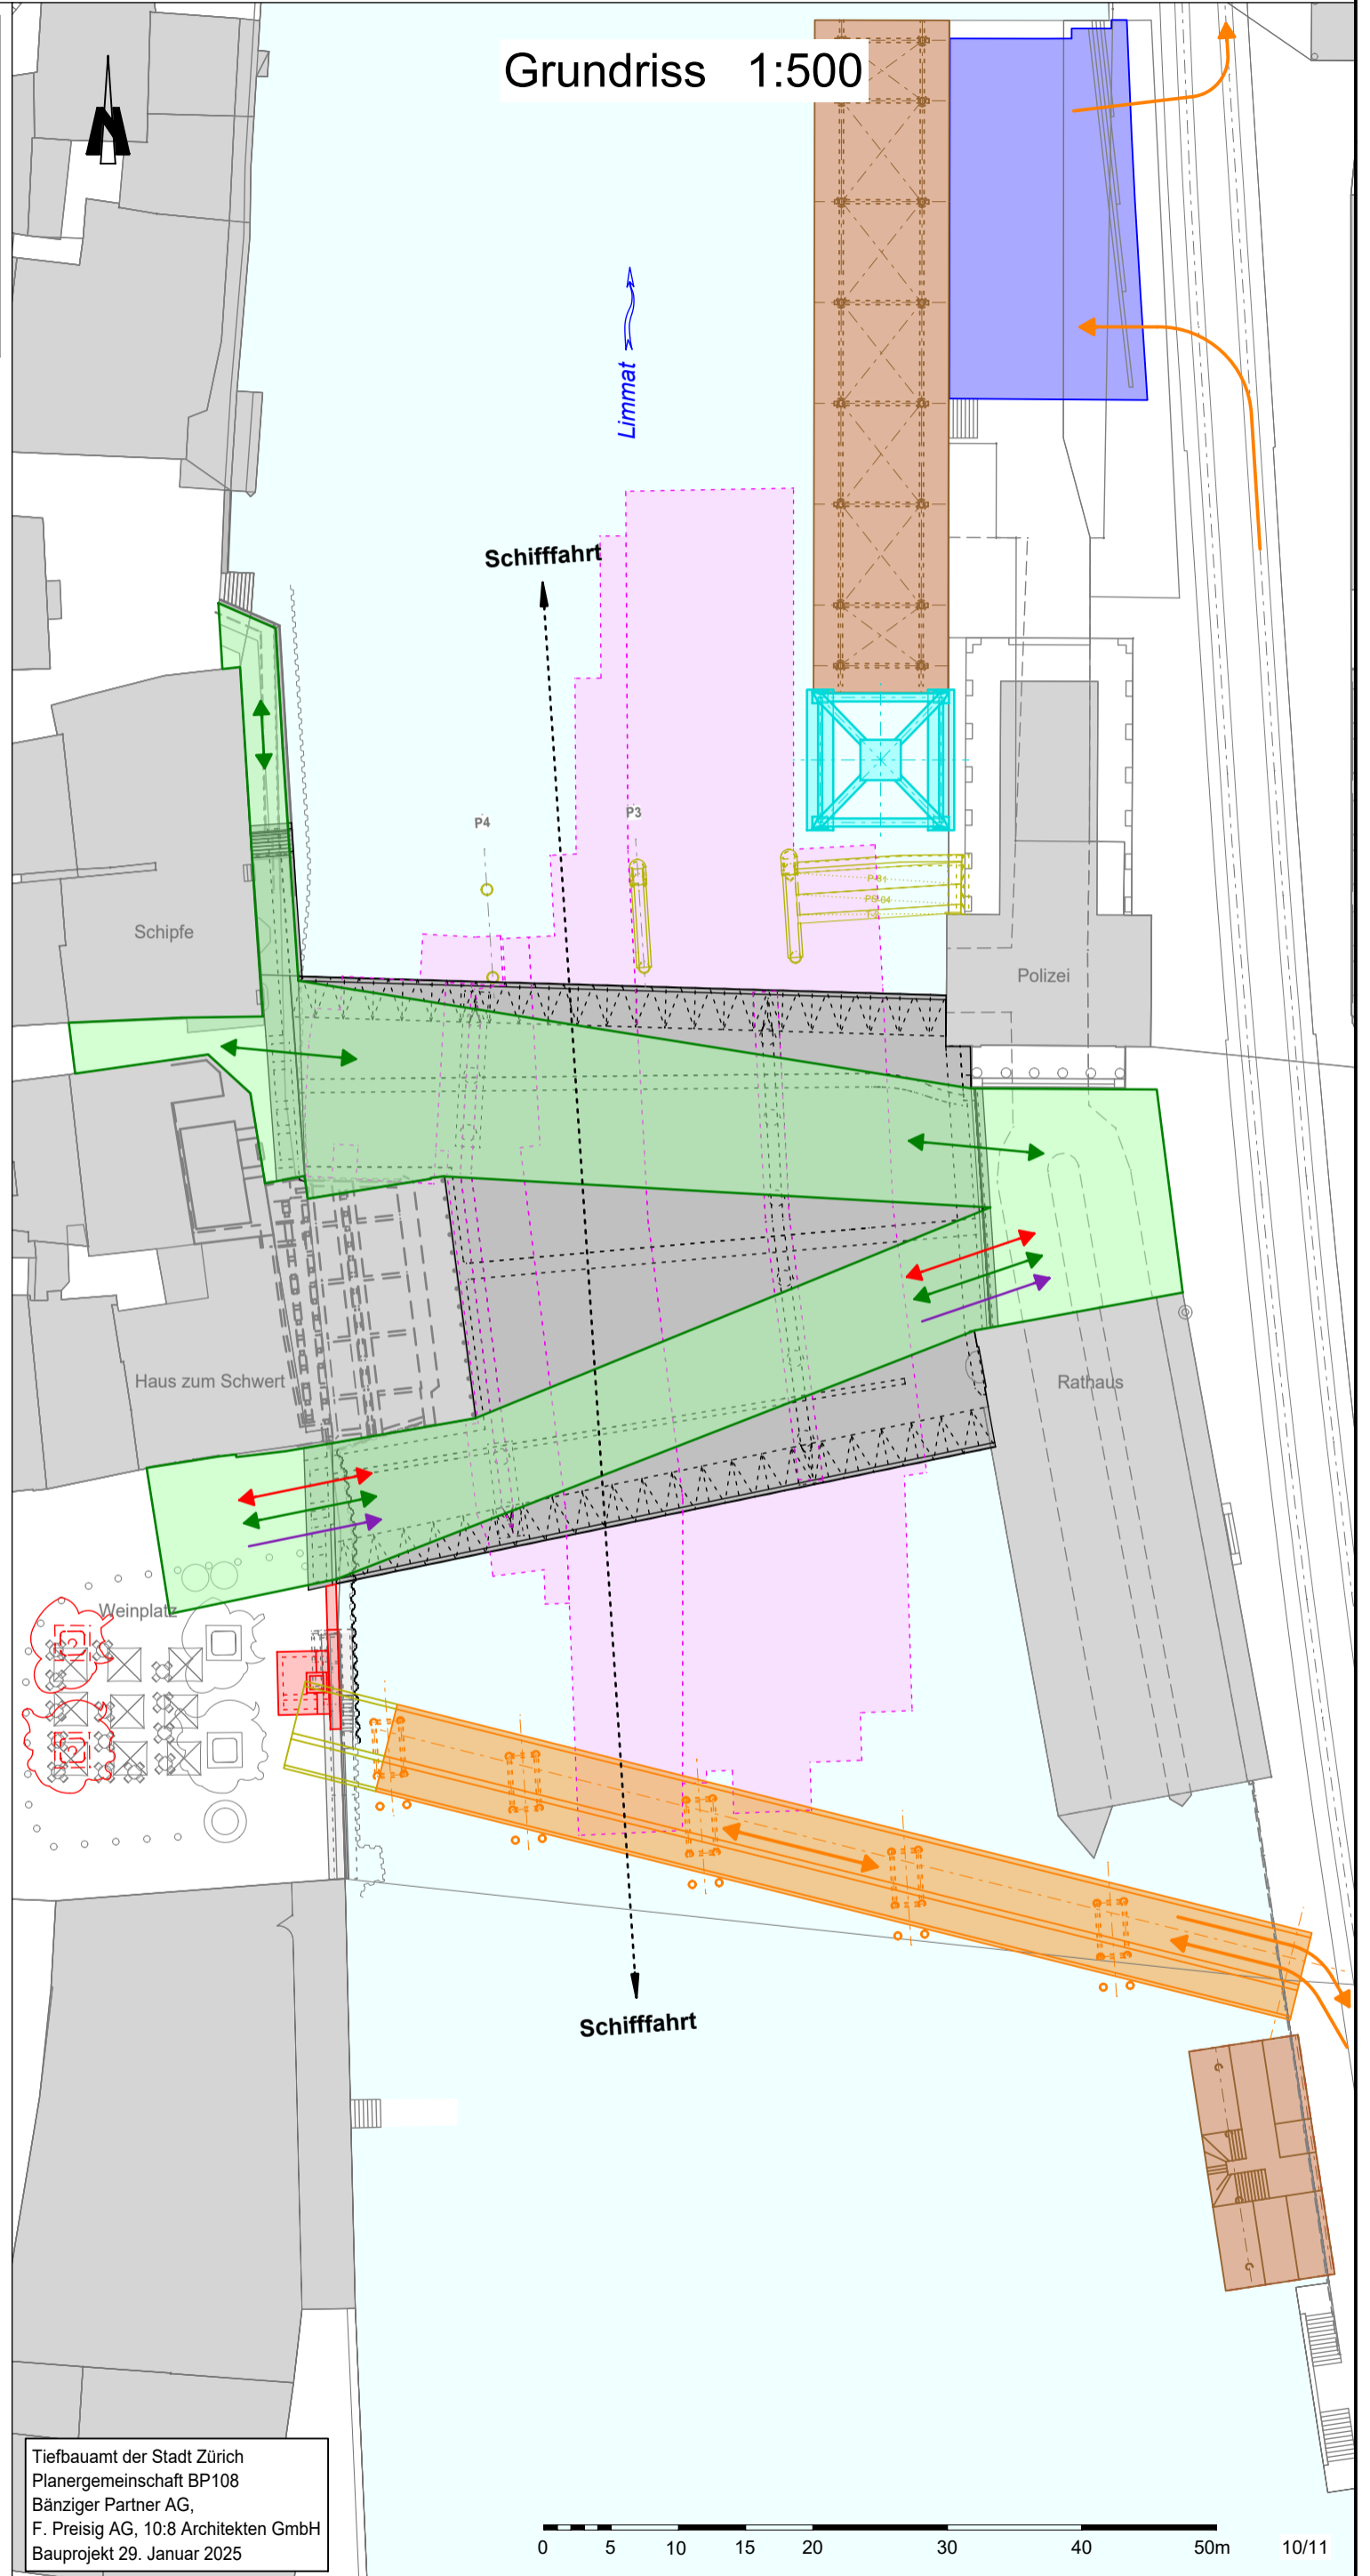 Grundriss 1:500
N
Limmat
Schifffahrt
P4
P3
Schipfe
Polizei
Haus zum Schwert
Rathaus
Weinplatz
Schifffahrt
Tiefbauamt der Stadt Zürich
Planergemeinschaft BP108
Bänziger Partner AG,
F. Preisig AG, 10:8 Architekten GmbH
Bauprojekt 29. Januar 2025
0 5 10 15 20 30 40 50m
10/11